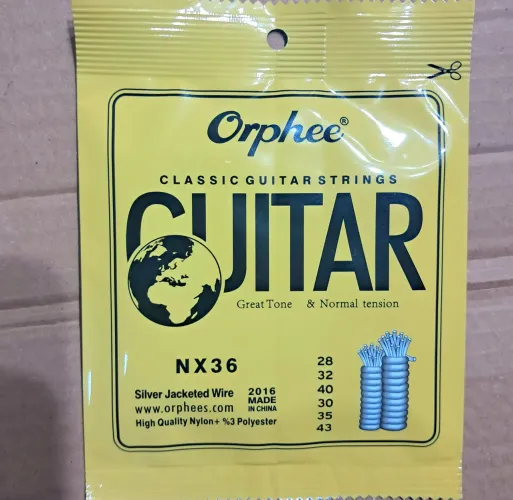 Orphee®
CLASSIC GUITAR STRINGS
GUITAR
Great Tone & Normal tension
NX36
Silver Jacketed Wire
www.orphees.com
High Quality Nylon+ %3 Polyester
2016
MADE
IN CHINA
28
32
40
30
35
43